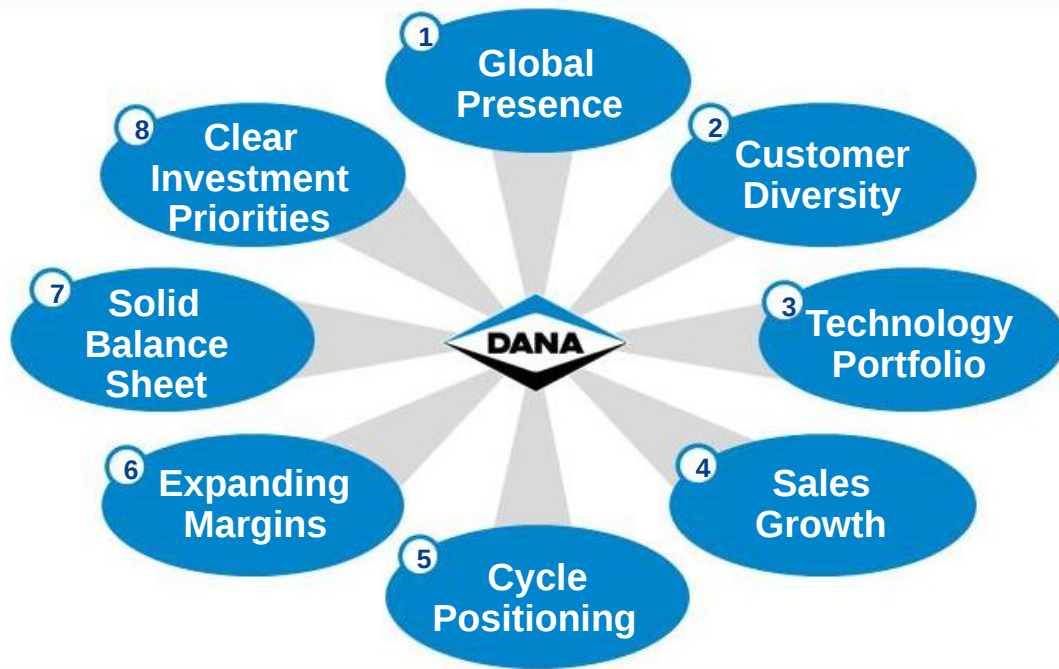 1
Global
Presence
2
Customer
Diversity
3
Technology
Portfolio
4
Sales
Growth
5
Cycle
Positioning
6
Expanding
Margins
7
Solid
Balance
Sheet
8
Clear
Investment
Priorities
DANA